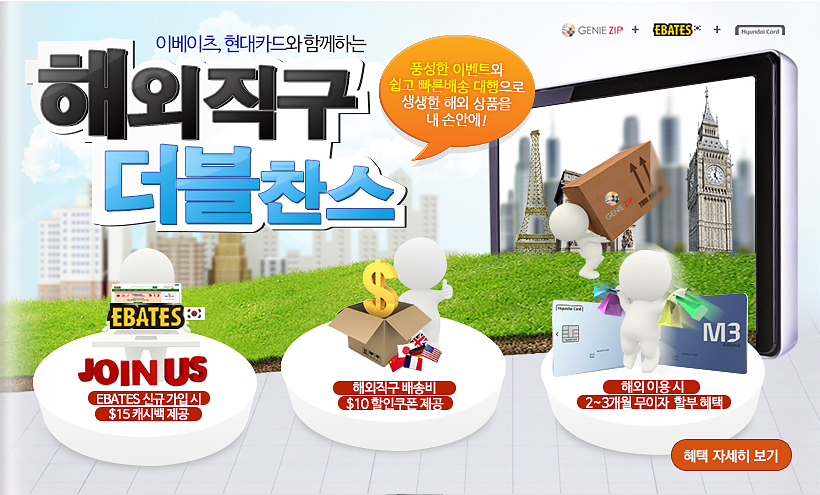 GENIE ZIP + EBATES + Hyundai Card
이베이츠, 현대카드와 함께하는
해외직구
더블찬스
풍성한 이벤트와
쉽고 빠른배송 대행으로
생생한 해외 상품을
내 손안에!
GENIE ZIP
EBATES
JOIN US
EBATES 신규 가입 시
$15 캐시백 제공
$
해외직구 배송비
$10 할인쿠폰 제공
Hyundai Card
M3
해외 이용 시
2~3개월 무이자 할부 혜택
혜택 자세히 보기